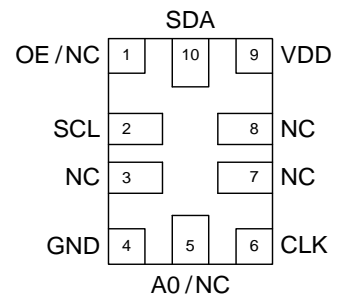 SDA
OE/NC 1 10 9 VDD
SCL 2 8 NC
NC 3 7 NC
GND 4 5 6 CLK
A0/NC